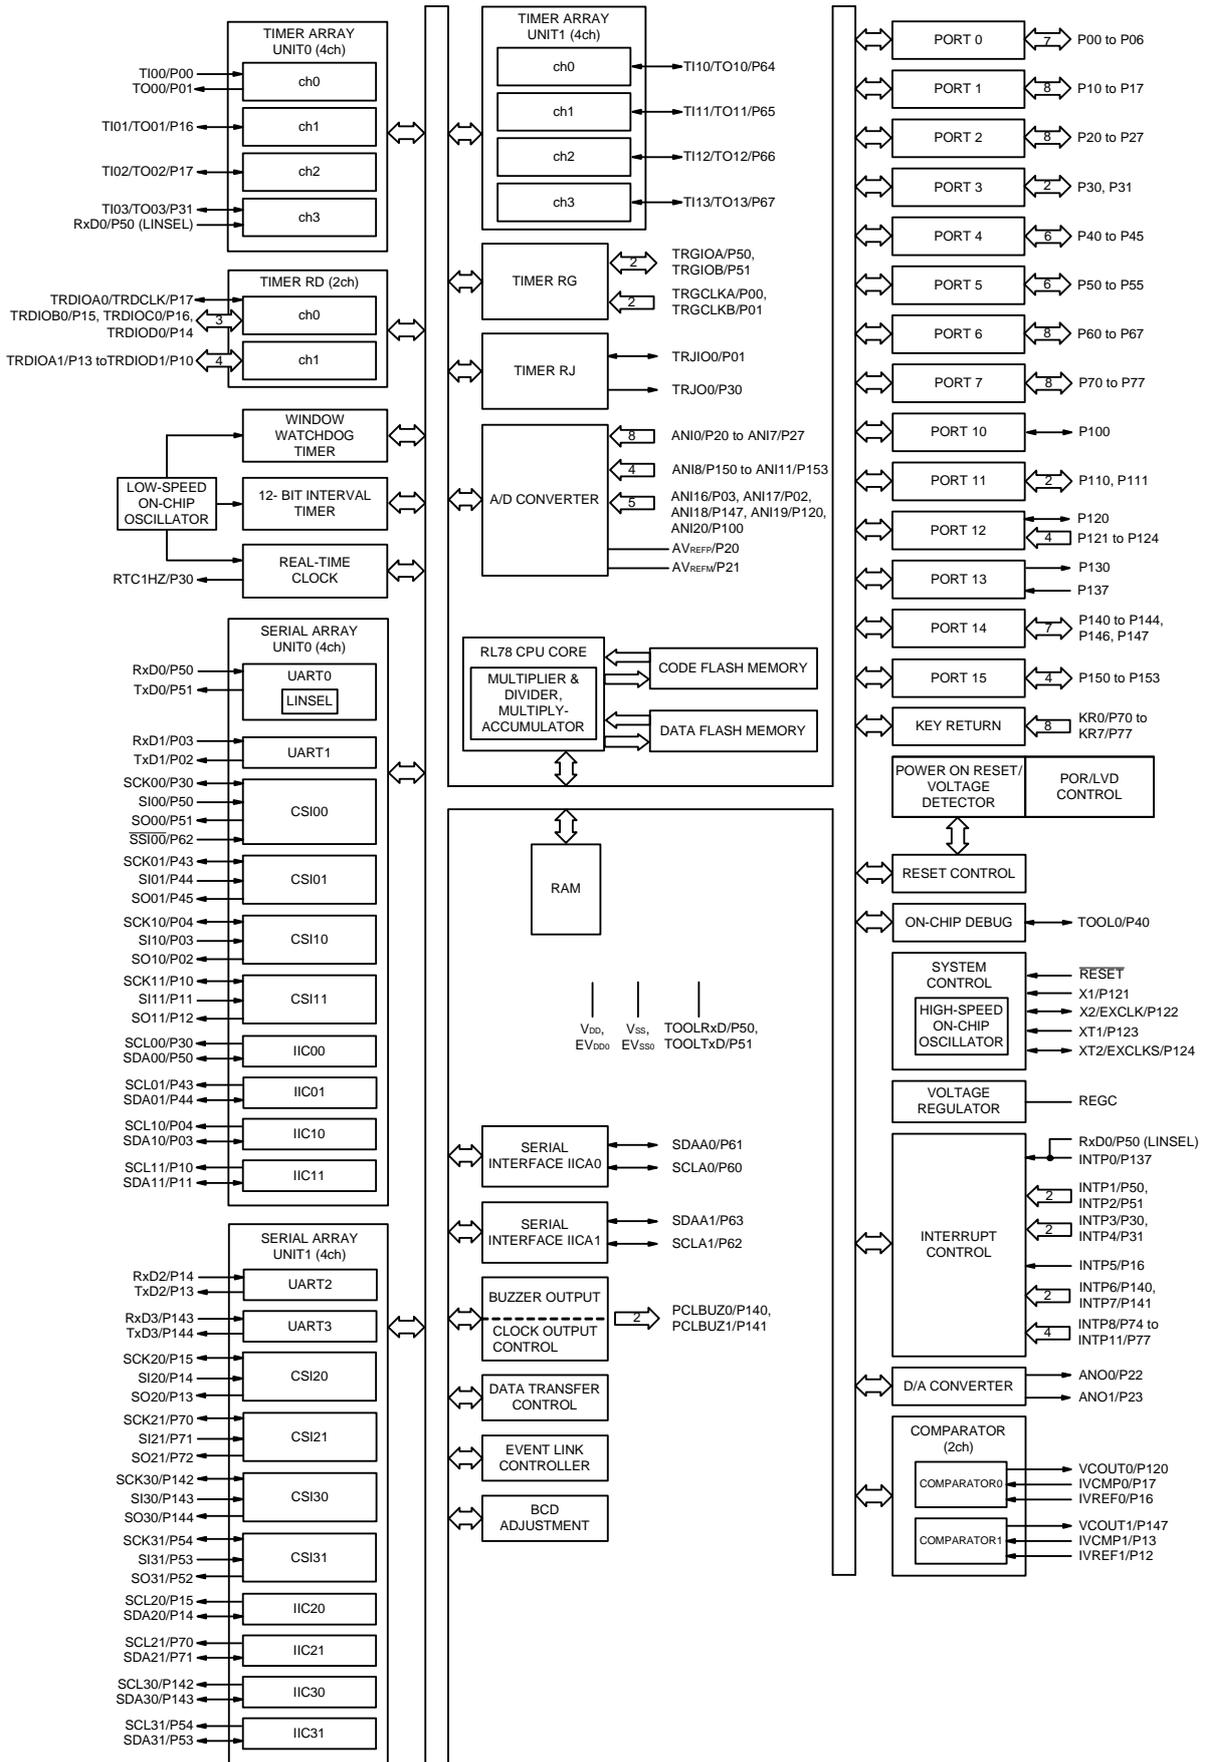 TIMER ARRAY
UNIT0 (4ch)
TI00/P00
TO00/P01
ch0
TI01/TO01/P16
ch1
TI02/TO02/P17
ch2
TI03/TO03/P31
RxD0/P50 (LINSEL)
ch3
TIMER RD (2ch)
TRDIOA0/TRDCLK/P17
TRDIOB0/P15, TRDIOC0/P16,
TRDIOD0/P14
3
ch0
TRDIOA1/P13 toTRDIOD1/P10
4
ch1
WINDOW
WATCHDOG
TIMER
LOW-SPEED
ON-CHIP
OSCILLATOR
12- BIT INTERVAL
TIMER
REAL-TIME
CLOCK
RTC1HZ/P30
SERIAL ARRAY
UNIT0 (4ch)
RxD0/P50
TxD0/P51
UART0
LINSEL
RxD1/P03
TxD1/P02
UART1
SCK00/P30
SI00/P50
SO00/P51
SSI00/P62
CSI00
SCK01/P43
SI01/P44
SO01/P45
CSI01
SCK10/P04
SI10/P03
SO10/P02
CSI10
SCK11/P10
SI11/P11
SO11/P12
CSI11
SCL00/P30
SDA00/P50
IIC00
SCL01/P43
SDA01/P44
IIC01
SCL10/P04
SDA10/P03
IIC10
SCL11/P10
SDA11/P11
IIC11
SERIAL ARRAY
UNIT1 (4ch)
RxD2/P14
TxD2/P13
UART2
RxD3/P143
TxD3/P144
UART3
SCK20/P15
SI20/P14
SO20/P13
CSI20
SCK21/P70
SI21/P71
SO21/P72
CSI21
SCK30/P142
SI30/P143
SO30/P144
CSI30
SCK31/P54
SI31/P53
SO31/P52
CSI31
SCL20/P15
SDA20/P14
IIC20
SCL21/P70
SDA21/P71
IIC21
SCL30/P142
SDA30/P143
IIC30
SCL31/P54
SDA31/P53
IIC31
TIMER ARRAY
UNIT1 (4ch)
ch0
TI10/TO10/P64
ch1
TI11/TO11/P65
ch2
TI12/TO12/P66
ch3
TI13/TO13/P67
TIMER RG
2
TRGIOA/P50,
TRGIOB/P51
2
TRGCLKA/P00,
TRGCLKB/P01
TIMER RJ
TRJIO0/P01
TRJO0/P30
A/D CONVERTER
8
ANI0/P20 to ANI7/P27
4
ANI8/P150 to ANI11/P153
5
ANI16/P03, ANI17/P02,
ANI18/P147, ANI19/P120,
ANI20/P100
AVREFP/P20
AVREFM/P21
RL78 CPU CORE
MULTIPLIER &
DIVIDER,
MULTIPLY-
ACCUMULATOR
CODE FLASH MEMORY
DATA FLASH MEMORY
RAM
VDD,
EVDD0
VSS,
EVSS0
TOOLRxD/P50,
TOOLTxD/P51
SERIAL
INTERFACE IICA0
SDAA0/P61
SCLA0/P60
SERIAL
INTERFACE IICA1
SDAA1/P63
SCLA1/P62
BUZZER OUTPUT
CLOCK OUTPUT
CONTROL
2
PCLBUZ0/P140,
PCLBUZ1/P141
DATA TRANSFER
CONTROL
EVENT LINK
CONTROLLER
BCD
ADJUSTMENT
PORT 0
7
P00 to P06
PORT 1
8
P10 to P17
PORT 2
8
P20 to P27
PORT 3
2
P30, P31
PORT 4
6
P40 to P45
PORT 5
6
P50 to P55
PORT 6
8
P60 to P67
PORT 7
8
P70 to P77
PORT 10
P100
PORT 11
2
P110, P111
PORT 12
P120
4
P121 to P124
PORT 13
P130
P137
PORT 14
7
P140 to P144,
P146, P147
PORT 15
4
P150 to P153
KEY RETURN
8
KR0/P70 to
KR7/P77
POWER ON RESET/
VOLTAGE
DETECTOR
POR/LVD
CONTROL
RESET CONTROL
ON-CHIP DEBUG
TOOL0/P40
SYSTEM
CONTROL
HIGH-SPEED
ON-CHIP
OSCILLATOR
RESET
X1/P121
X2/EXCLK/P122
XT1/P123
XT2/EXCLKS/P124
VOLTAGE
REGULATOR
REGC
INTERRUPT
CONTROL
RxD0/P50 (LINSEL)
INTP0/P137
2
INTP1/P50,
INTP2/P51
2
INTP3/P30,
INTP4/P31
INTP5/P16
2
INTP6/P140,
INTP7/P141
4
INTP8/P74 to
INTP11/P77
D/A CONVERTER
ANO0/P22
ANO1/P23
COMPARATOR
(2ch)
COMPARATOR0
VCOUT0/P120
IVCMP0/P17
IVREF0/P16
COMPARATOR1
VCOUT1/P147
IVCMP1/P13
IVREF1/P12